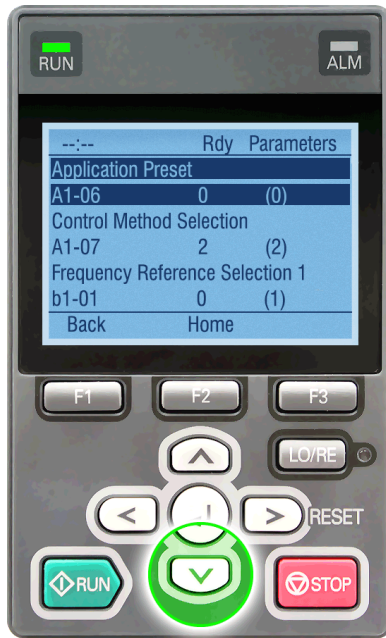 RUN
ALM
--:-- Rdy Parameters
Application Preset
A1-06 0 (0)
Control Method Selection
A1-07 2 (2)
Frequency Reference Selection 1
b1-01 0 (1)
Back Home
F1 F2 F3
LO/RE
RESET
RUN
STOP